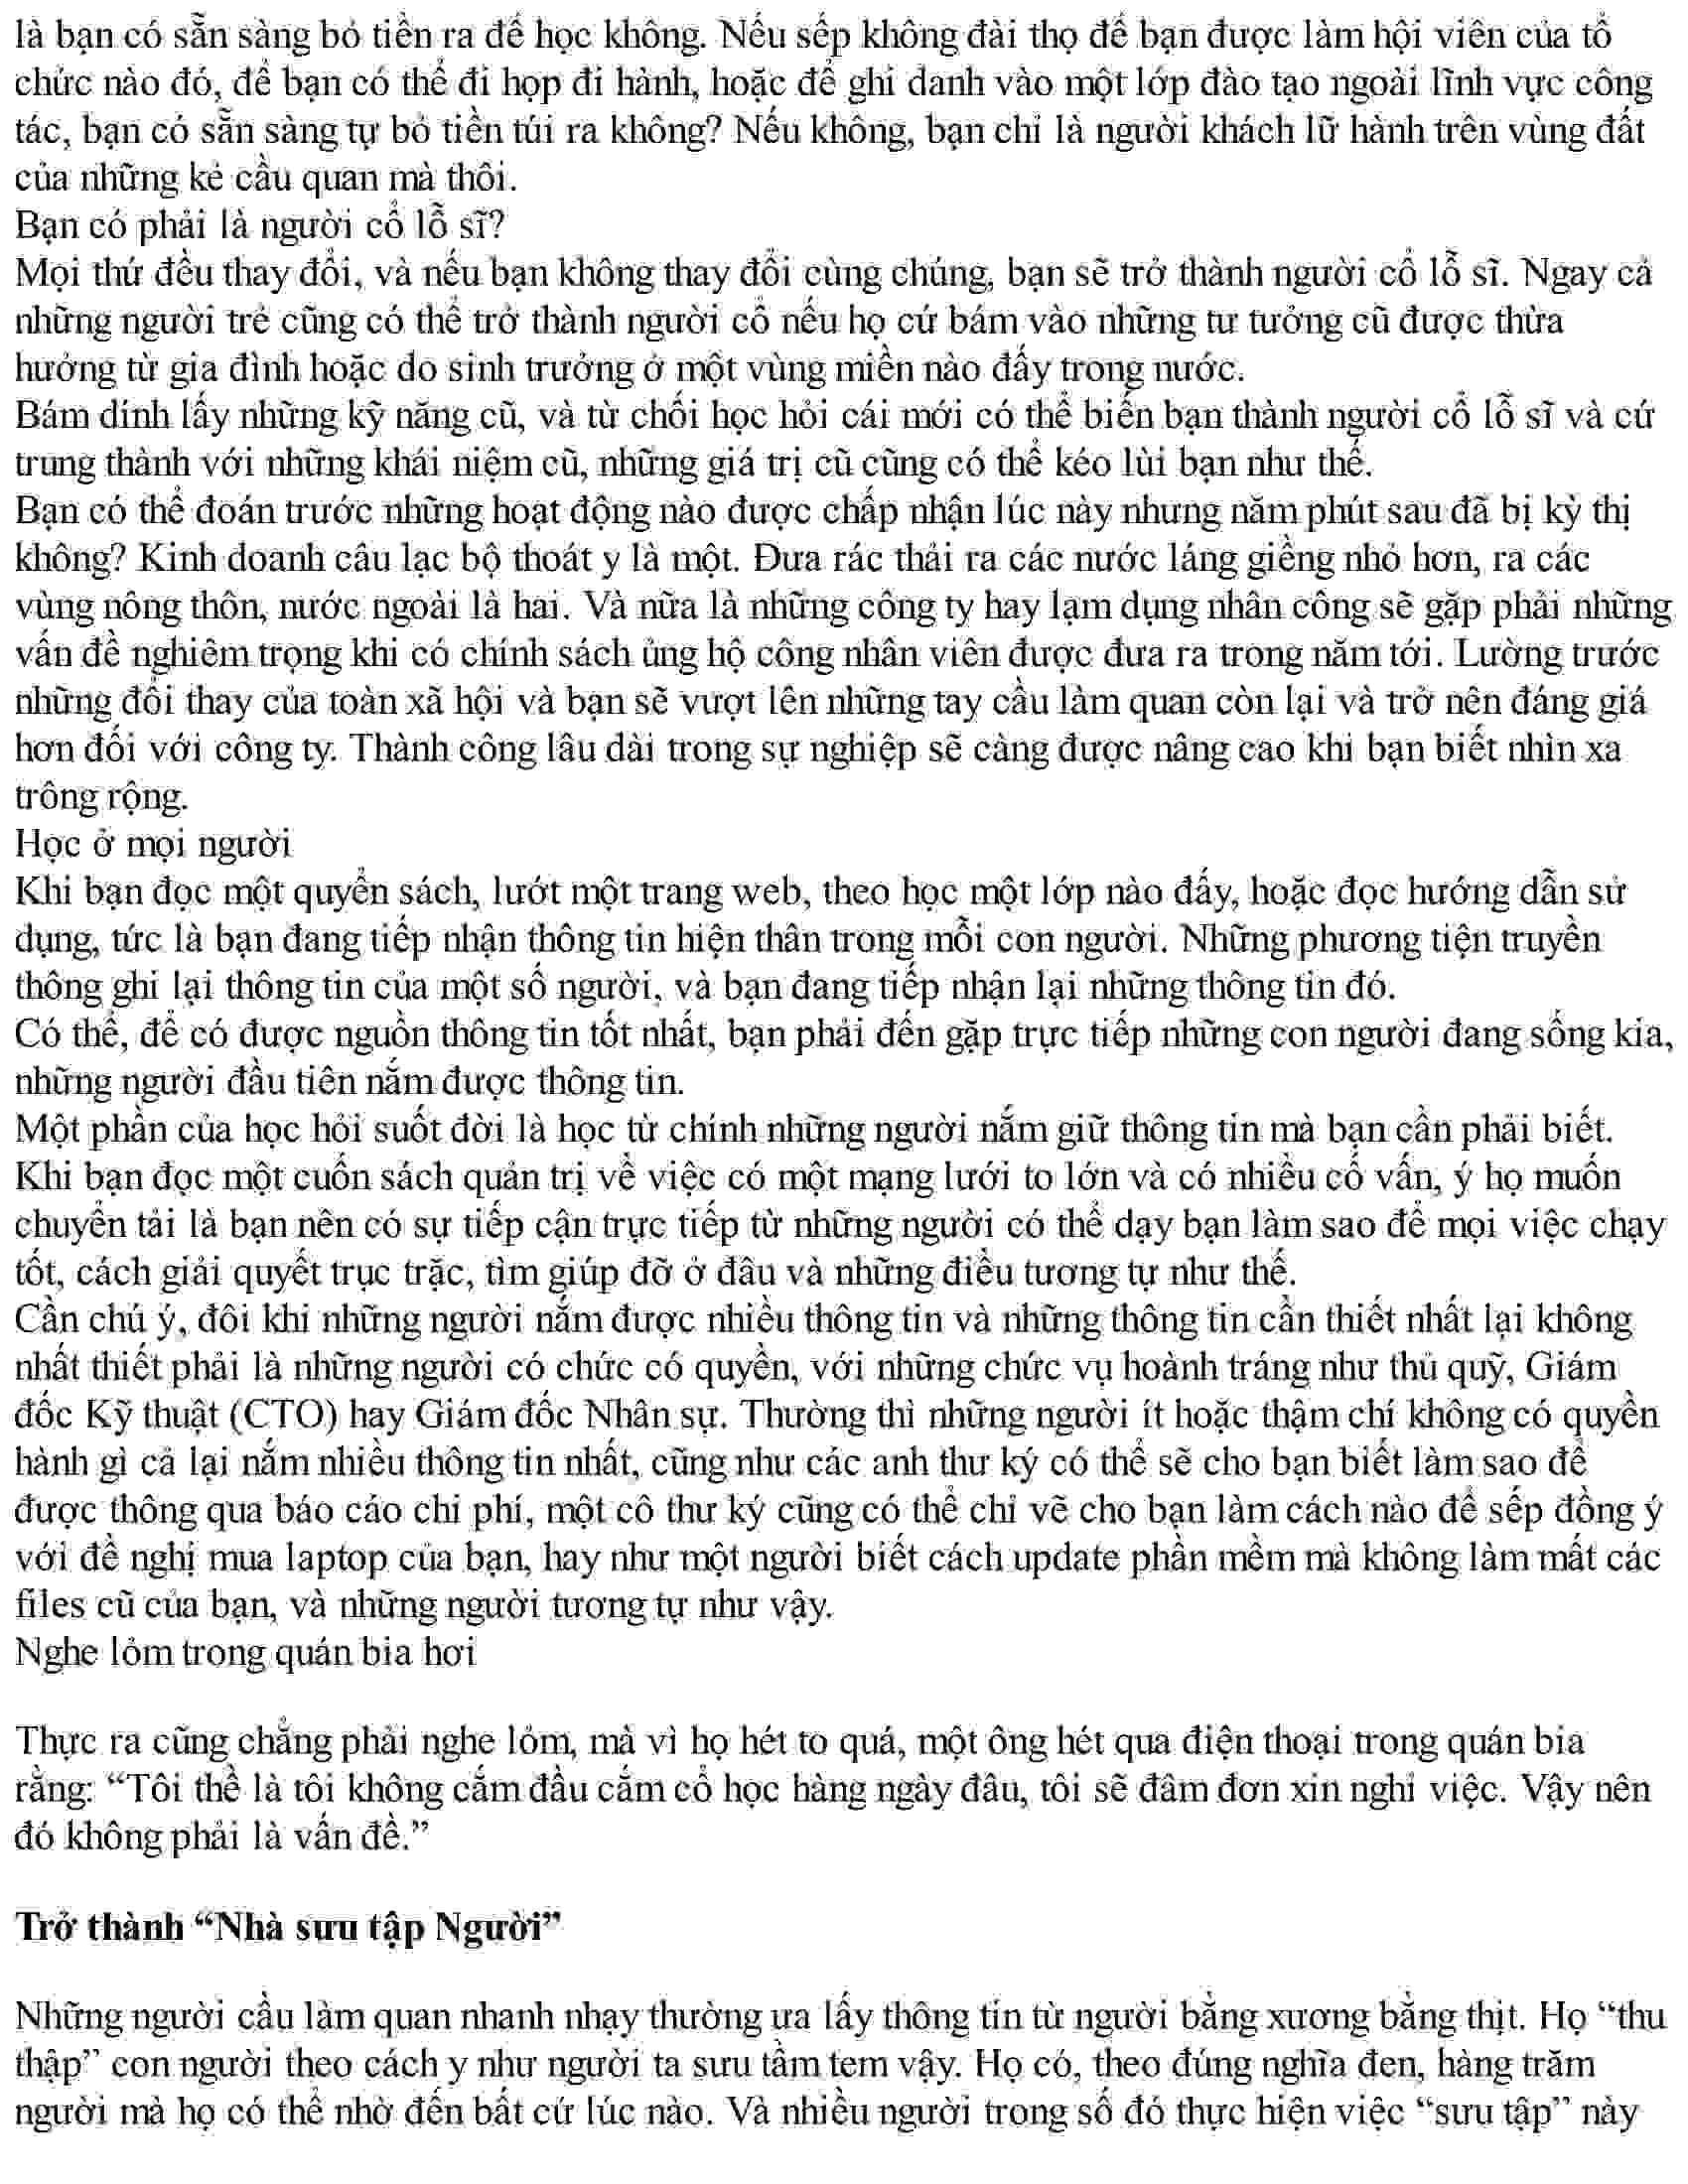 là bạn có sẵn sàng bỏ tiền ra để học không. Nếu sếp không đài thọ để bạn được làm hội viên của tổ
chức nào đó, để bạn có thể đi họp đi hành, hoặc để ghi danh vào một lớp đào tạo ngoài lĩnh vực công
tác, bạn có sẵn sàng tự bỏ tiền túi ra không? Nếu không, bạn chỉ là người khách lữ hành trên vùng đất
của những kẻ cầu quan mà thôi.
Bạn có phải là người cổ lỗ sĩ?
Mọi thứ đều thay đổi, và nếu bạn không thay đổi cùng chúng, bạn sẽ trở thành người cổ lỗ sĩ. Ngay cả
những người trẻ cũng có thể trở thành người cổ nếu họ cứ bám vào những tư tưởng cũ được thừa
hưởng từ gia đình hoặc do sinh trưởng ở một vùng miền nào đấy trong nước.
Bám dính lấy những kỹ năng cũ, và từ chối học hỏi cái mới có thể biến bạn thành người cổ lỗ sĩ và cứ
trung thành với những khái niệm cũ, những giá trị cũ cũng có thể kéo lùi bạn như thế.
Bạn có thể đoán trước những hoạt động nào được chấp nhận lúc này nhưng năm phút sau đã bị kỳ thị
không? Kinh doanh câu lạc bộ thoát y là một. Đưa rác thải ra các nước láng giềng nhỏ hơn, ra các
vùng nông thôn, nước ngoài là hai. Và nữa là những công ty hay lạm dụng nhân công sẽ gặp phải những
vấn đề nghiêm trọng khi có chính sách ủng hộ công nhân viên được đưa ra trong năm tới. Lường trước
những đổi thay của toàn xã hội và bạn sẽ vượt lên những tay cầu làm quan còn lại và trở nên đáng giá
hơn đối với công ty. Thành công lâu dài trong sự nghiệp sẽ càng được nâng cao khi bạn biết nhìn xa
trông rộng.
Học ở mọi người
Khi bạn đọc một quyển sách, lướt một trang web, theo học một lớp nào đấy, hoặc đọc hướng dẫn sử
dụng, tức là bạn đang tiếp nhận thông tin hiện thân trong mỗi con người. Những phương tiện truyền
thông ghi lại thông tin của một số người, và bạn đang tiếp nhận lại những thông tin đó.
Có thể, để có được nguồn thông tin tốt nhất, bạn phải đến gặp trực tiếp những con người đang sống kia,
những người đầu tiên nắm được thông tin.
Một phần của học hỏi suốt đời là học từ chính những người nắm giữ thông tin mà bạn cần phải biết.
Khi bạn đọc một cuốn sách quản trị về việc có một mạng lưới to lớn và có nhiều cố vấn, ý họ muốn
chuyển tải là bạn nên có sự tiếp cận trực tiếp từ những người có thể dạy bạn làm sao để mọi việc chạy
tốt, cách giải quyết trục trặc, tìm giúp đỡ ở đâu và những điều tương tự như thế.
Cần chú ý, đôi khi những người nắm được nhiều thông tin và những thông tin cần thiết nhất lại không
nhất thiết phải là những người có chức có quyền, với những chức vụ hoành tráng như thủ quỹ, Giám
đốc Kỹ thuật (CTO) hay Giám đốc Nhân sự. Thường thì những người ít hoặc thậm chí không có quyền
hành gì cả lại nắm nhiều thông tin nhất, cũng như các anh thư ký có thể sẽ cho bạn biết làm sao để
được thông qua báo cáo chi phí, một cô thư ký cũng có thể chỉ vẽ cho bạn làm cách nào để sếp đồng ý
với đề nghị mua laptop của bạn, hay như một người biết cách update phần mềm mà không làm mất các
files cũ của bạn, và những người tương tự như vậy.
Nghe lỏm trong quán bia hơi
Thực ra cũng chẳng phải nghe lỏm, mà vì họ hét to quá, một ông hét qua điện thoại trong quán bia
rằng: “Tôi thề là tôi không cắm đầu cắm cổ học hàng ngày đâu, tôi sẽ đâm đơn xin nghỉ việc. Vậy nên
đó không phải là vấn đề.”
Trở thành “Nhà sưu tập Người”
Những người cầu làm quan nhanh nhạy thường ưa lấy thông tin từ người bằng xương bằng thịt. Họ “thu
thập” con người theo cách y như người ta sưu tầm tem vậy. Họ có, theo đúng nghĩa đen, hàng trăm
người mà họ có thể nhờ đến bất cứ lúc nào. Và nhiều người trong số đó thực hiện việc “sưu tập” này